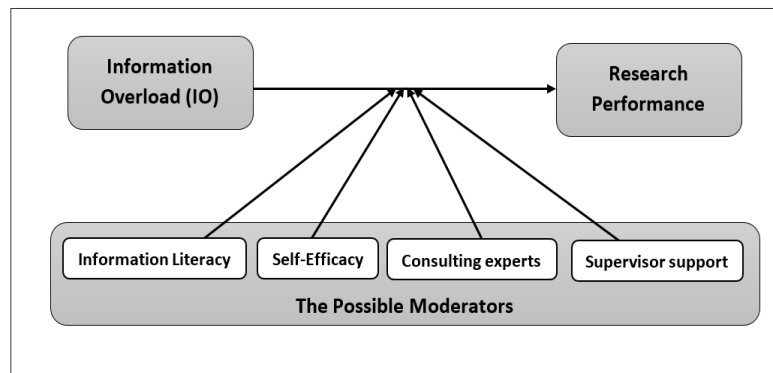 Information
Overload (IO)
Research
Performance
Information Literacy
Self-Efficacy
Consulting experts
Supervisor support
The Possible Moderators